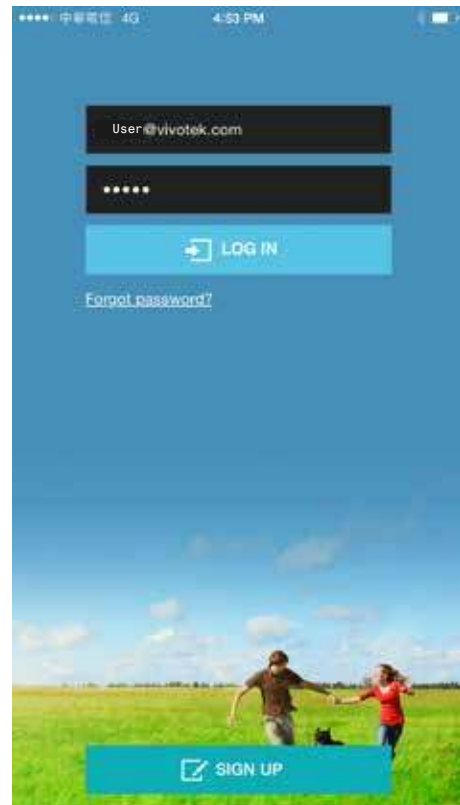 中華電信 4G 4:53 PM
User@vivotek.com
•••••
LOG IN
Forgot password?
SIGN UP